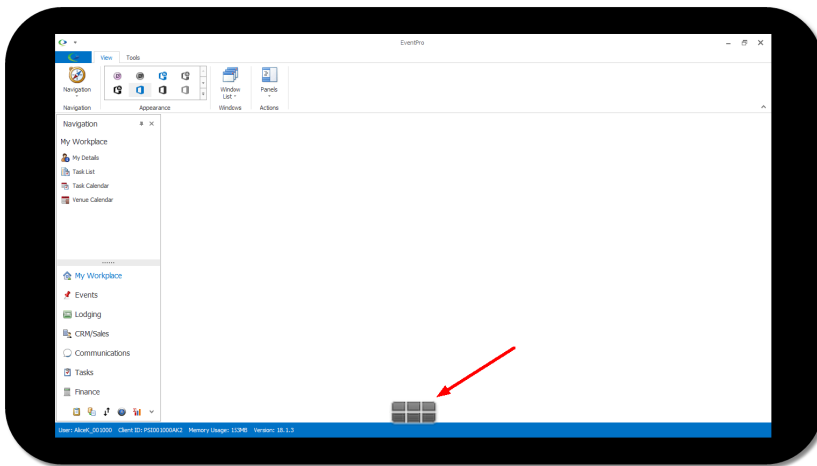 EventPro
View Tools
Navigation
Window
List
Panels
Navigation Appearance Windows Actions
Navigation
My Workplace
My Details
Task List
Task Calendar
Venue Calendar
My Workplace
Events
Lodging
CRM/Sales
Communications
Tasks
Finance
User: AliceK_001000 Client ID: PSI001000AK2 Memory Usage: 153MB Version: 18.1.3